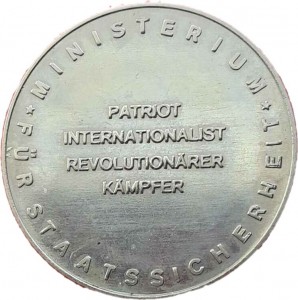 MINISTERIUM
FÜR STAATSSICHERHEIT
PATRIOT
INTERNATIONALIST
REVOLUTIONÄRER
KÄMPFER